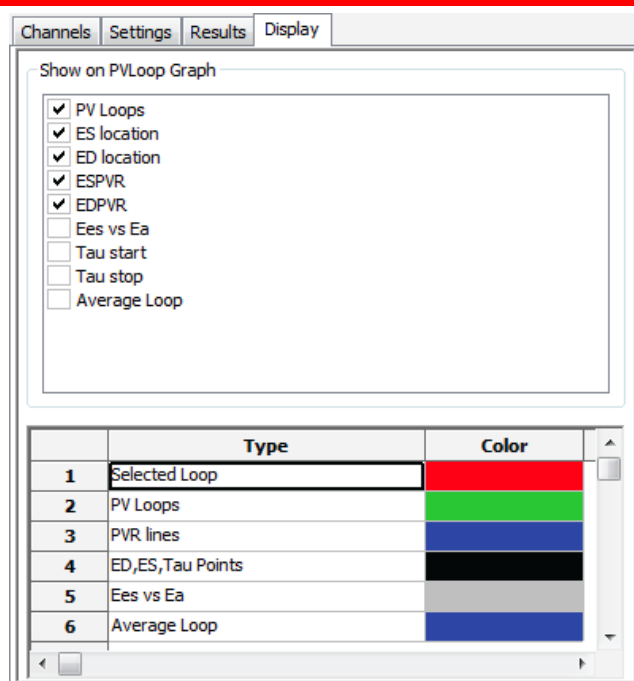 Channels Settings Results Display
Show on PVLoop Graph
PV Loops
ES location
ED location
ESPVR
EDPVR
Ees vs Ea
Tau start
Tau stop
Average Loop
Type Color
1 Selected Loop
2 PV Loops
3 PVR lines
4 ED,ES,Tau Points
5 Ees vs Ea
6 Average Loop